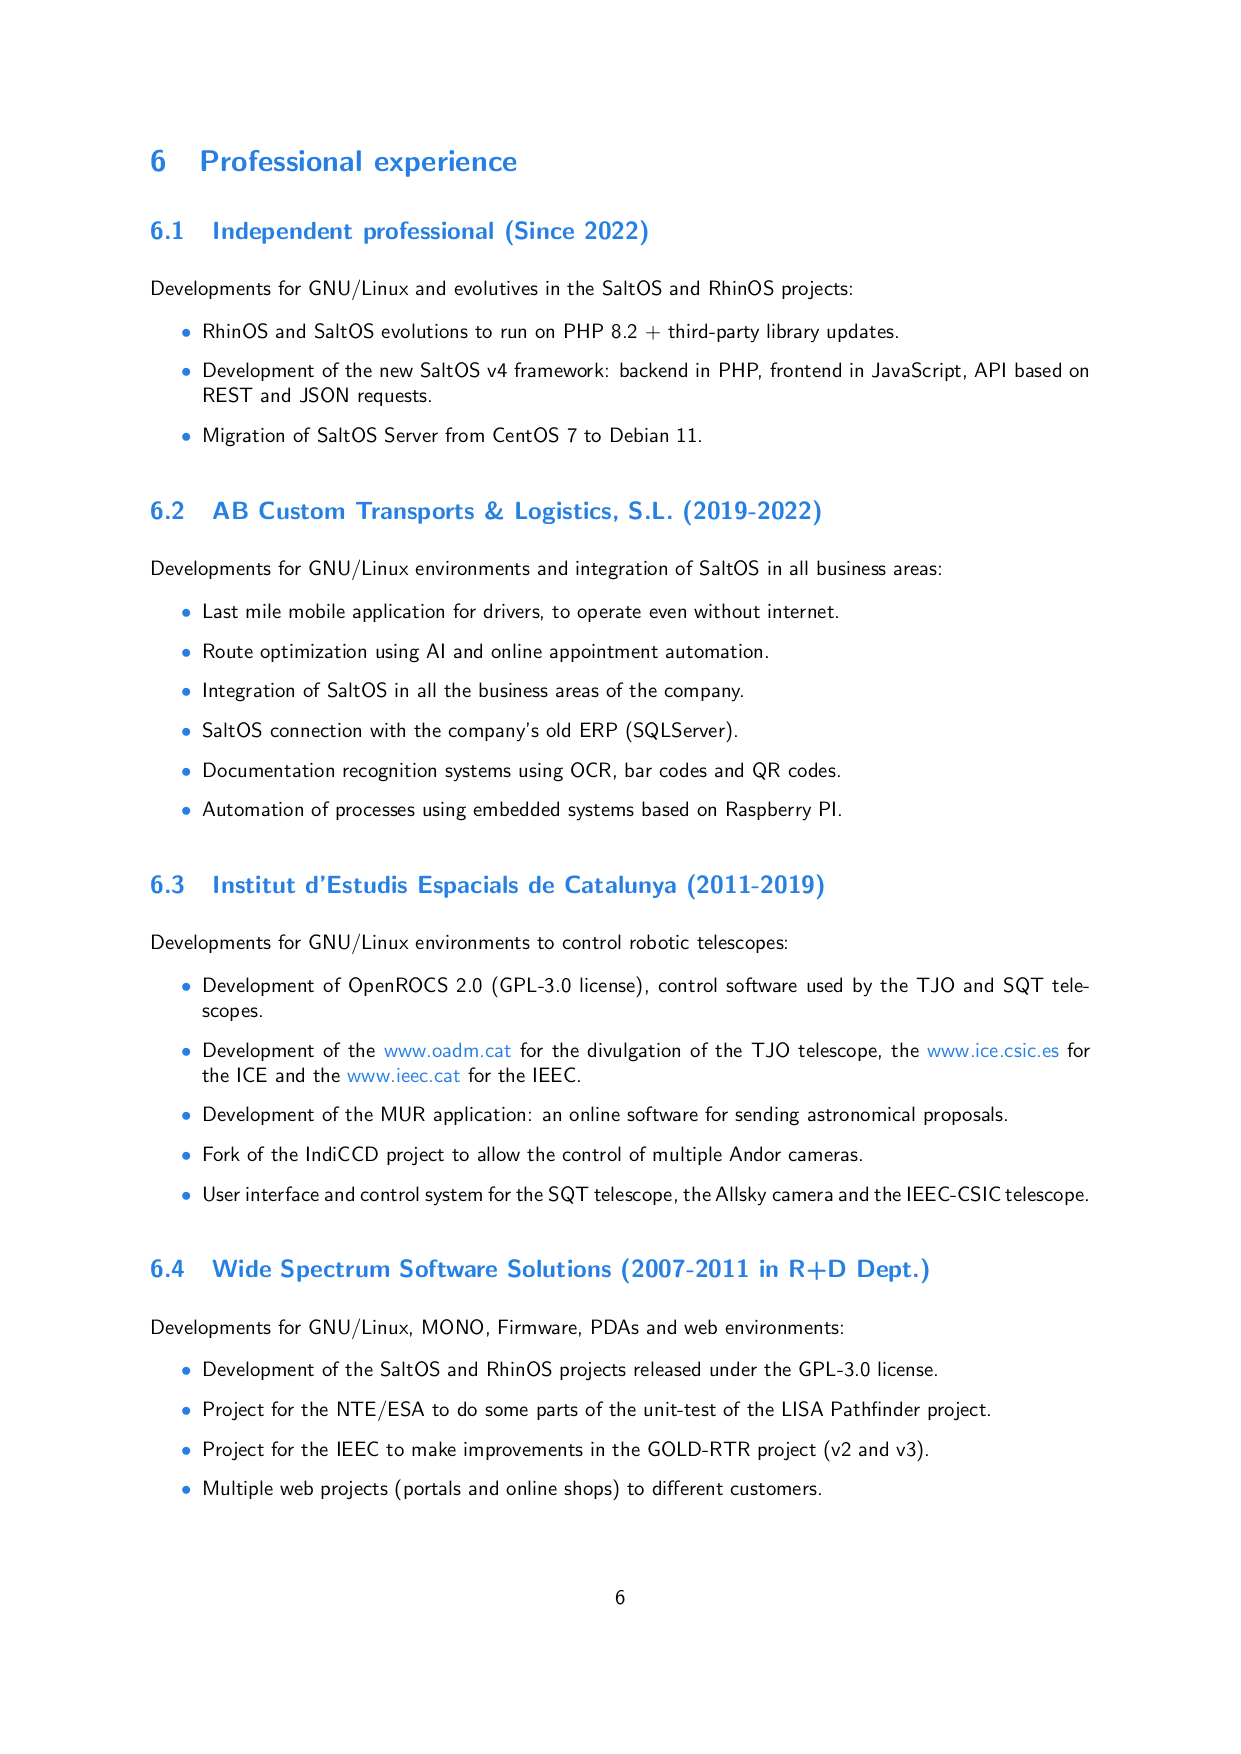 6 Professional experience
6.1 Independent professional (Since 2022)
Developments for GNU/Linux and evolutives in the SaltOS and RhinOS projects:
• RhinOS and SaltOS evolutions to run on PHP 8.2 + third-party library updates.
• Development of the new SaltOS v4 framework: backend in PHP, frontend in JavaScript, API based on
REST and JSON requests.
• Migration of SaltOS Server from CentOS 7 to Debian 11.
6.2 AB Custom Transports & Logistics, S.L. (2019-2022)
Developments for GNU/Linux environments and integration of SaltOS in all business areas:
• Last mile mobile application for drivers, to operate even without internet.
• Route optimization using AI and online appointment automation.
• Integration of SaltOS in all the business areas of the company.
• SaltOS connection with the company's old ERP (SQLServer).
• Documentation recognition systems using OCR, bar codes and QR codes.
• Automation of processes using embedded systems based on Raspberry PI.
6.3 Institut d'Estudis Espacials de Catalunya (2011-2019)
Developments for GNU/Linux environments to control robotic telescopes:
• Development of OpenROCS 2.0 (GPL-3.0 license), control software used by the TJO and SQT tele-
scopes.
• Development of the www.oadm.cat for the divulgation of the TJO telescope, the www.ice.csic.es for
the ICE and the www.ieec.cat for the IEEC.
• Development of the MUR application: an online software for sending astronomical proposals.
• Fork of the IndiCCD project to allow the control of multiple Andor cameras.
• User interface and control system for the SQT telescope, the Allsky camera and the IEEC-CSIC telescope.
6.4 Wide Spectrum Software Solutions (2007-2011 in R+D Dept.)
Developments for GNU/Linux, MONO, Firmware, PDAs and web environments:
• Development of the SaltOS and RhinOS projects released under the GPL-3.0 license.
• Project for the NTE/ESA to do some parts of the unit-test of the LISA Pathfinder project.
• Project for the IEEC to make improvements in the GOLD-RTR project (v2 and v3).
• Multiple web projects (portals and online shops) to different customers.
6